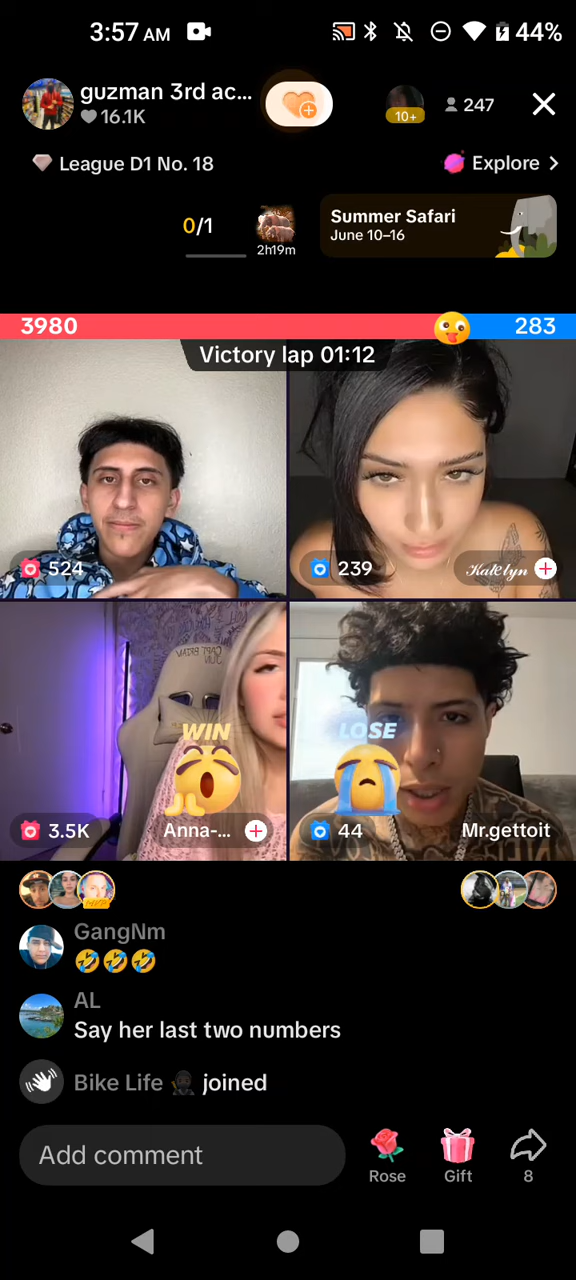 3:57 AM
44%
guzman 3rd ac...
16.1K
10+
247
League D1 No. 18
Explore
0/1
2h19m
Summer Safari
June 10–16
3980
283
Victory lap 01:12
524
239
𝒦𝒶𝓉ℯ𝓁𝓎𝓃
WIN
LOSE
3.5K
Anna-...
44
Mr.gettoit
GangNm
🤣🤣🤣
AL
Say her last two numbers
Bike Life 🥷🏿 joined
Add comment
Rose
Gift
8